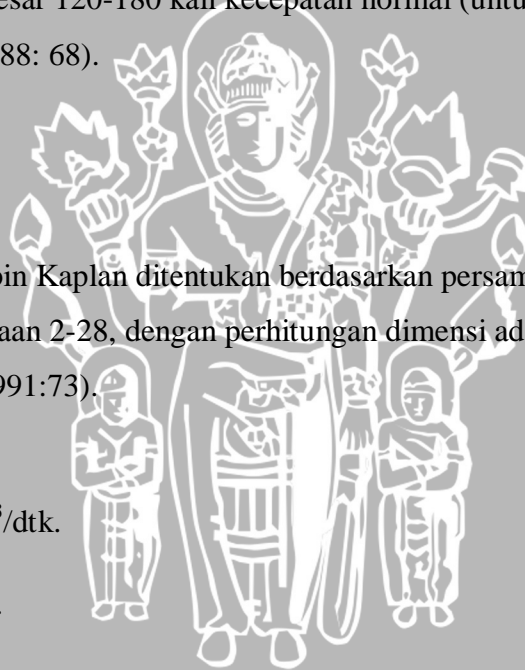 esar 120-180 kali kecepatan normal (untu
88: 68).
bin Kaplan ditentukan berdasarkan persam
aan 2-28, dengan perhitungan dimensi ad
991:73).
³/dtk.
.